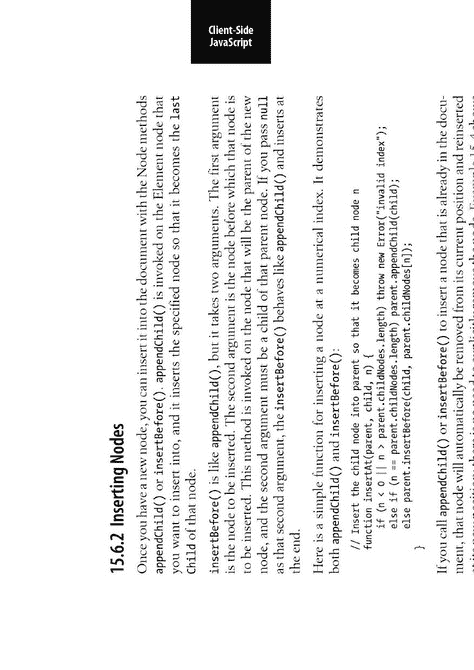 Client-Side
JavaScript
15.6.2 Inserting Nodes
Once you have a new node, you can insert it into the document with the Node methods
appendChild() or insertBefore(). appendChild() is invoked on the Element node that
you want to insert into, and it inserts the specified node so that it becomes the last
Child of that node.
insertBefore() is like appendChild(), but it takes two arguments. The first argument
is the node to be inserted. The second argument is the node before which that node is
to be inserted. This method is invoked on the node that will be the parent of the new
node, and the second argument must be a child of that parent node. If you pass null
as that second argument, the insertBefore() behaves like appendChild() and inserts at
the end.
Here is a simple function for inserting a node at a numerical index. It demonstrates
both appendChild() and insertBefore():
// Insert the child node into parent so that it becomes child node n
function insertAt(parent, child, n) {
if (n < 0 || n > parent.childNodes.length) throw new Error("invalid index");
else if (n == parent.childNodes.length) parent.appendChild(child);
else parent.insertBefore(child, parent.childNodes[n]);
}
If you call appendChild() or insertBefore() to insert a node that is already in the docu-
ment, that node will automatically be removed from its current position and reinserted